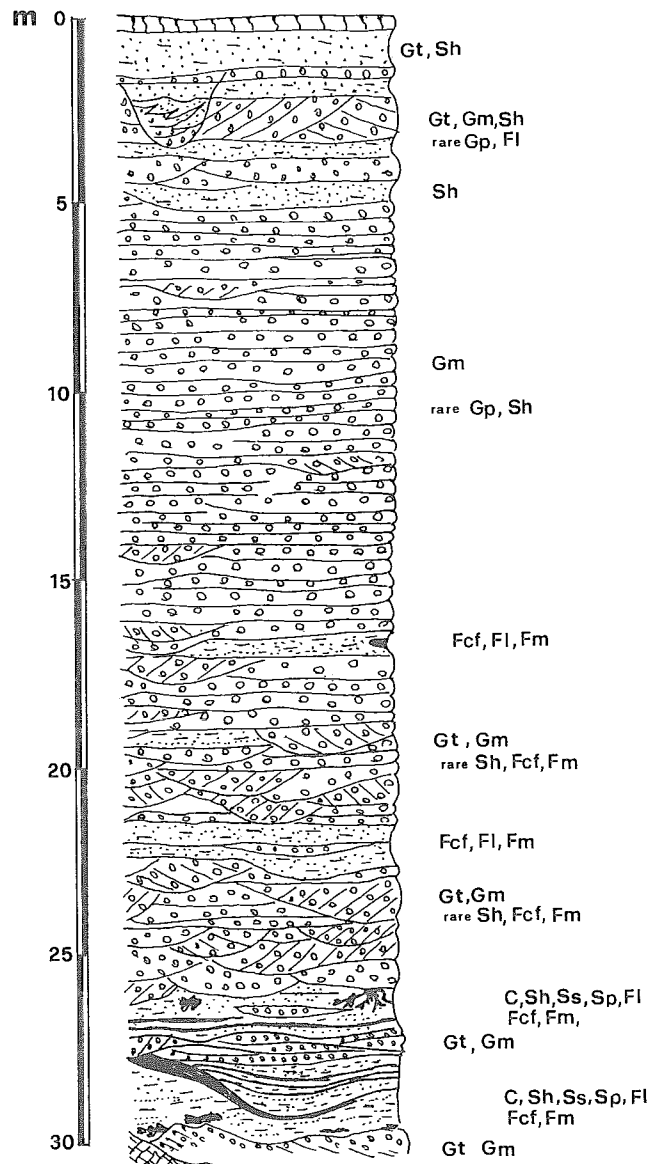 m 0
Gt, Sh
Gt, Gm, Sh
rare Gp, Fl
Sh
5
Gm
10
rare Gp, Sh
15
Fcf, Fl, Fm
Gt, Gm
rare Sh, Fcf, Fm
20
Fcf, Fl, Fm
Gt, Gm
rare Sh, Fcf, Fm
25
C, Sh, Ss, Sp, Fl
Fcf, Fm,
Gt, Gm
C, Sh, Ss, Sp, Fl
Fcf, Fm
30
Gt Gm